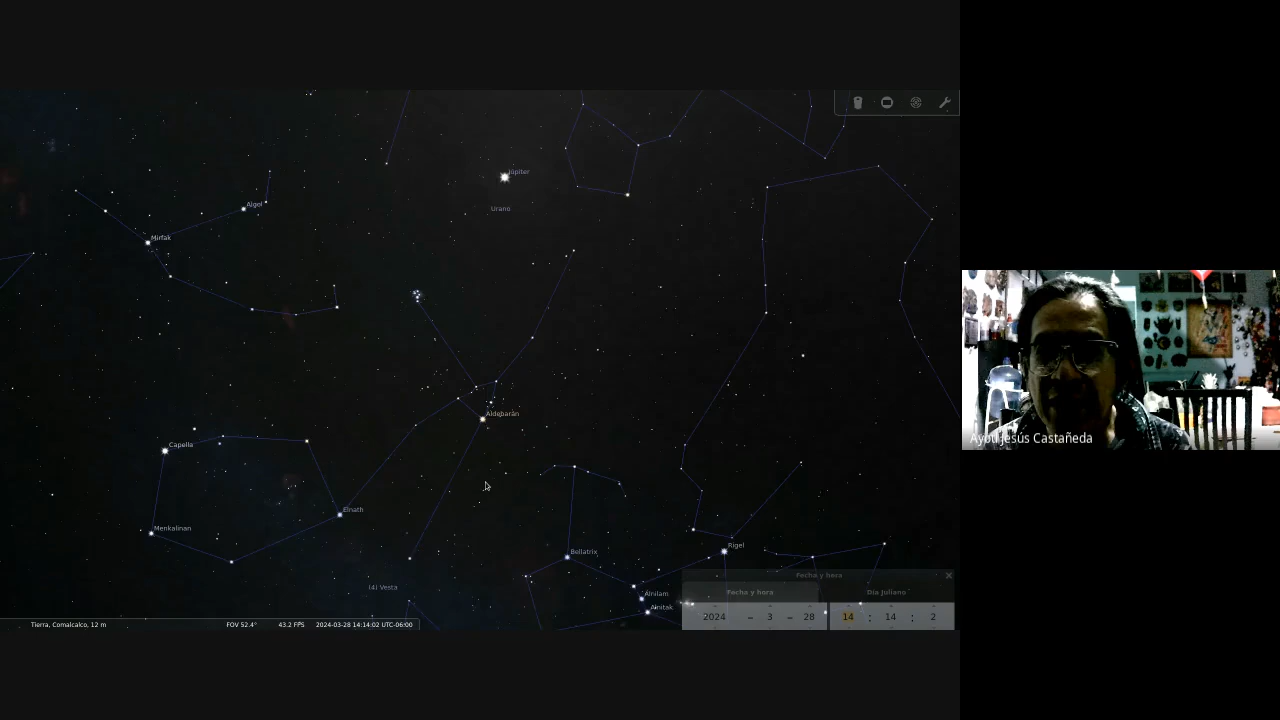 Júpiter
Urano
Algol
Mirfak
Aldebarán
Capella
Elnath
Menkalinan
Bellatrix
Rigel
(4) Vesta
Alnilam
Alnitak
Fecha y hora
Fecha y hora
Día Juliano
2024 - 3 - 28
14 : 14 : 2
Tierra, Comalcalco, 12 m
FOV 52.4°
43.2 FPS
2024-03-28 14:14:02 UTC-06:00
Jesús Castañeda